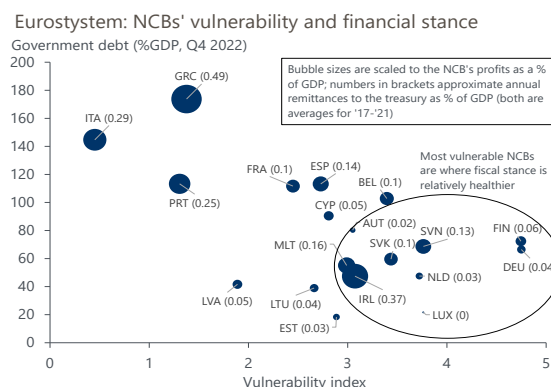 Eurosystem: NCBs' vulnerability and financial stance
Government debt (%GDP, Q4 2022)
Bubble sizes are scaled to the NCB's profits as a %
of GDP; numbers in brackets approximate annual
remittances to the treasury as % of GDP (both are
averages for '17-'21)
200
180
160
140
120
100
80
60
40
20
0
GRC (0.49)
ITA (0.29)
Most vulnerable NCBs
are where fiscal stance is
relatively healthier
FRA (0.1)
ESP (0.14)
BEL (0.1)
PRT (0.25)
CYP (0.05)
AUT (0.02)
SVN (0.13)
FIN (0.06)
MLT (0.16)
SVK (0.1)
DEU (0.04)
NLD (0.03)
LVA (0.05)
LTU (0.04)
IRL (0.37)
LUX (0)
EST (0.03)
0
1
2
3
4
5
Vulnerability index